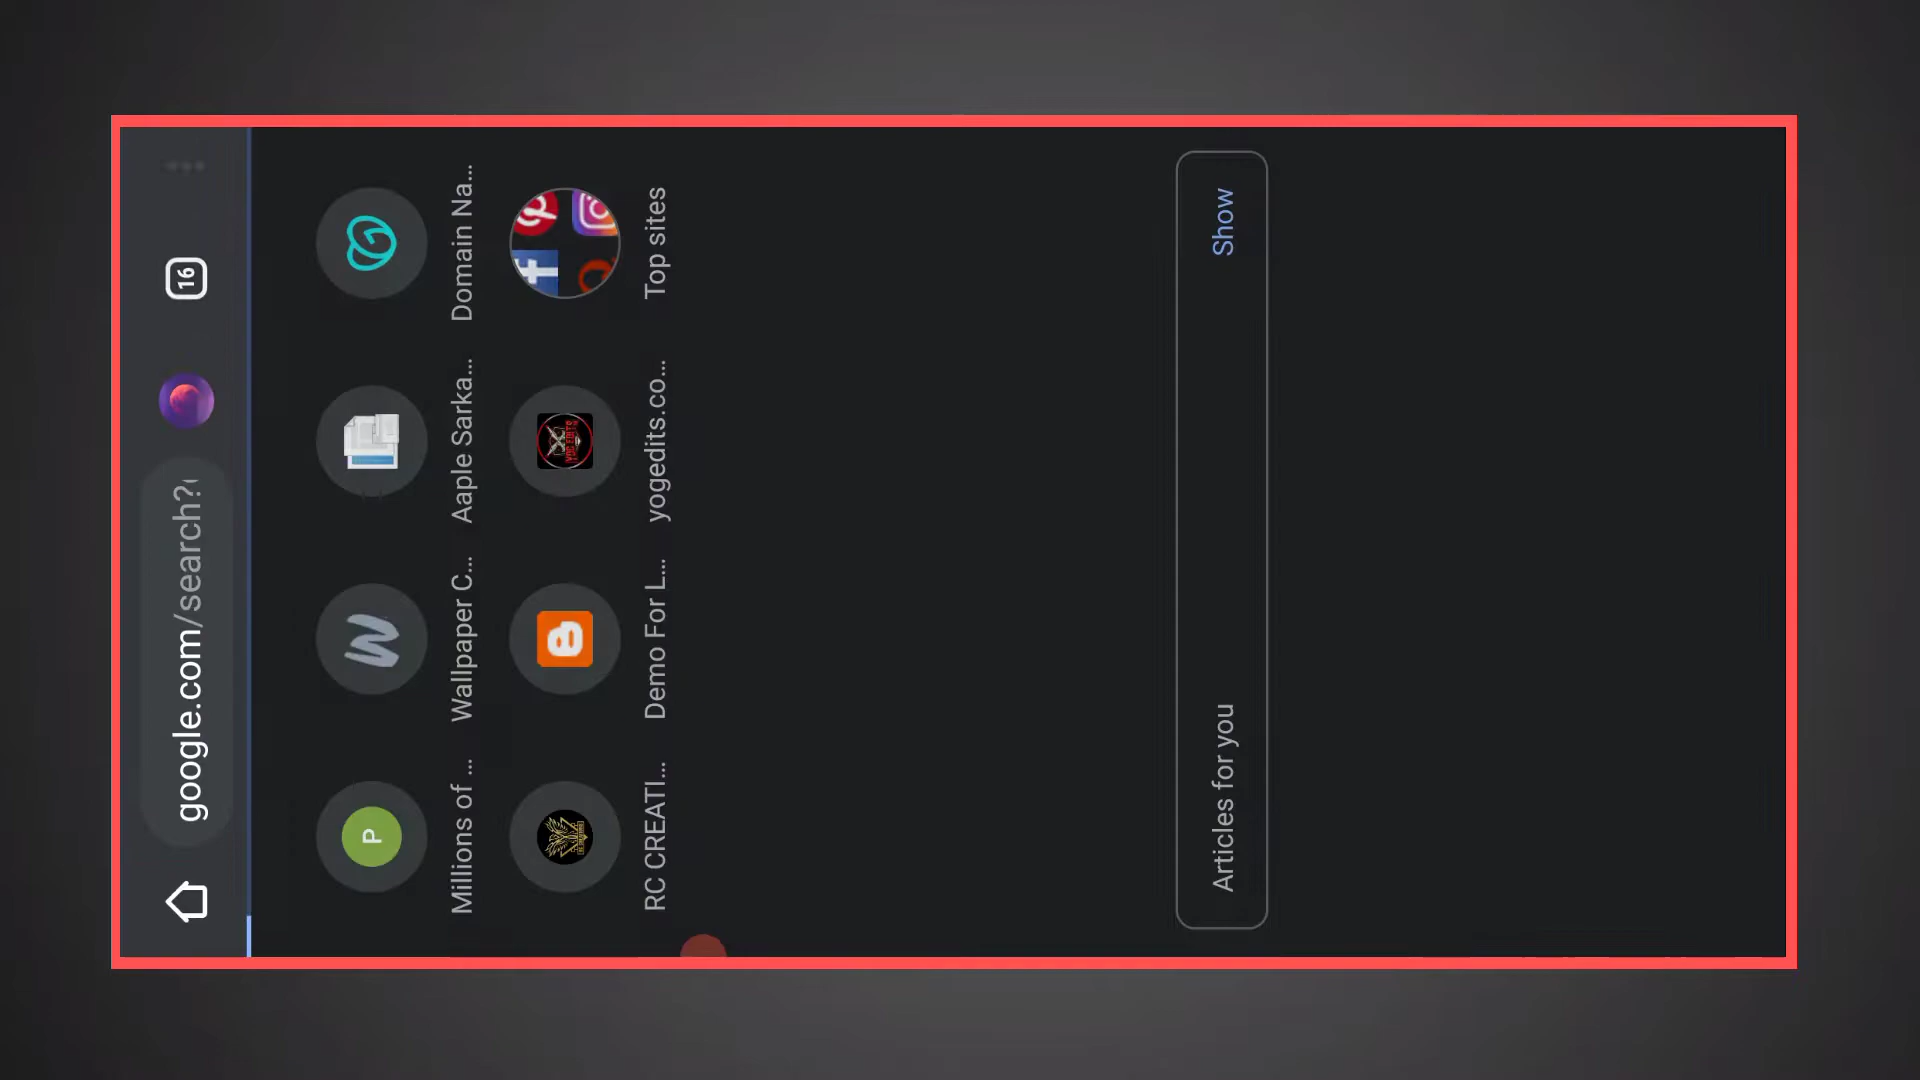 google.com/search?
16
P
Millions of ...
Wallpaper C...
Aaple Sarka...
Domain Na...
RC CREATI...
Demo For L...
yogedits.co...
Top sites
Articles for you
Show